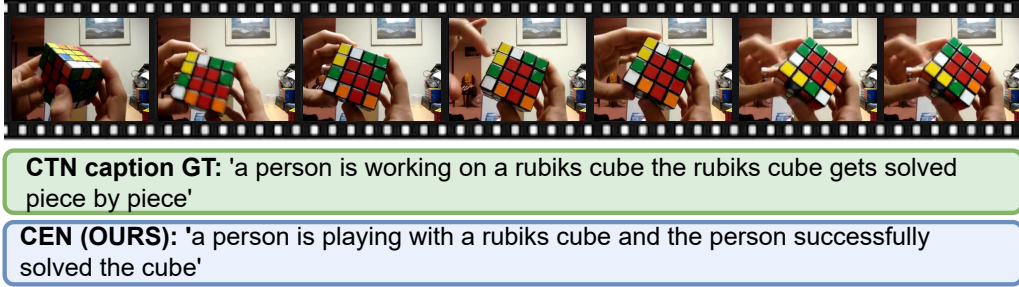 CTN caption GT: 'a person is working on a rubiks cube the rubiks cube gets solved
piece by piece'
CEN (OURS): 'a person is playing with a rubiks cube and the person successfully
solved the cube'